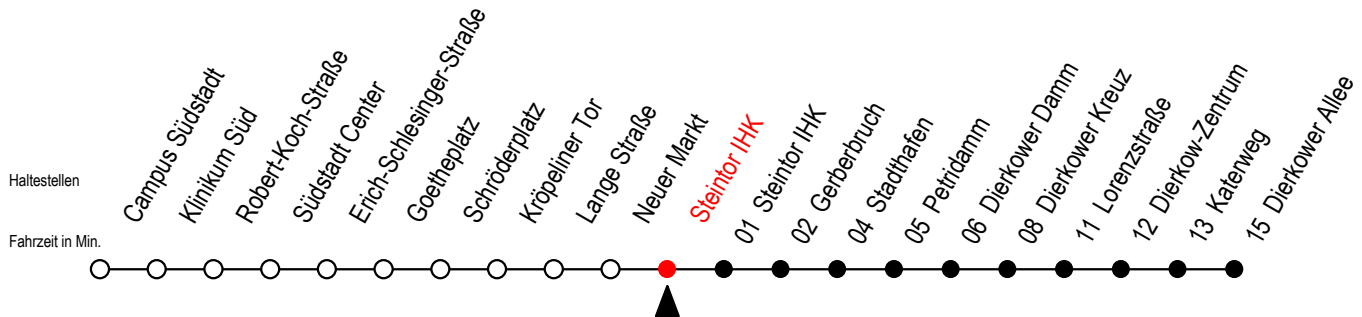 Haltestellen
Fahrzeit in Min.
Campus Südstadt
Klinikum Süd
Robert-Koch-Straße
Südstadt Center
Erich-Schlesinger-Straße
Goetheplatz
Schröderplatz
Kröpeliner Tor
Lange Straße
Neuer Markt
Steintor IHK
01 Steintor IHK
02 Gerberbruch
04 Stadthafen
05 Petridamm
06 Dierkower Damm
08 Dierkower Kreuz
11 Lorenzstraße
12 Dierkow-Zentrum
13 Katerweg
15 Dierkower Allee